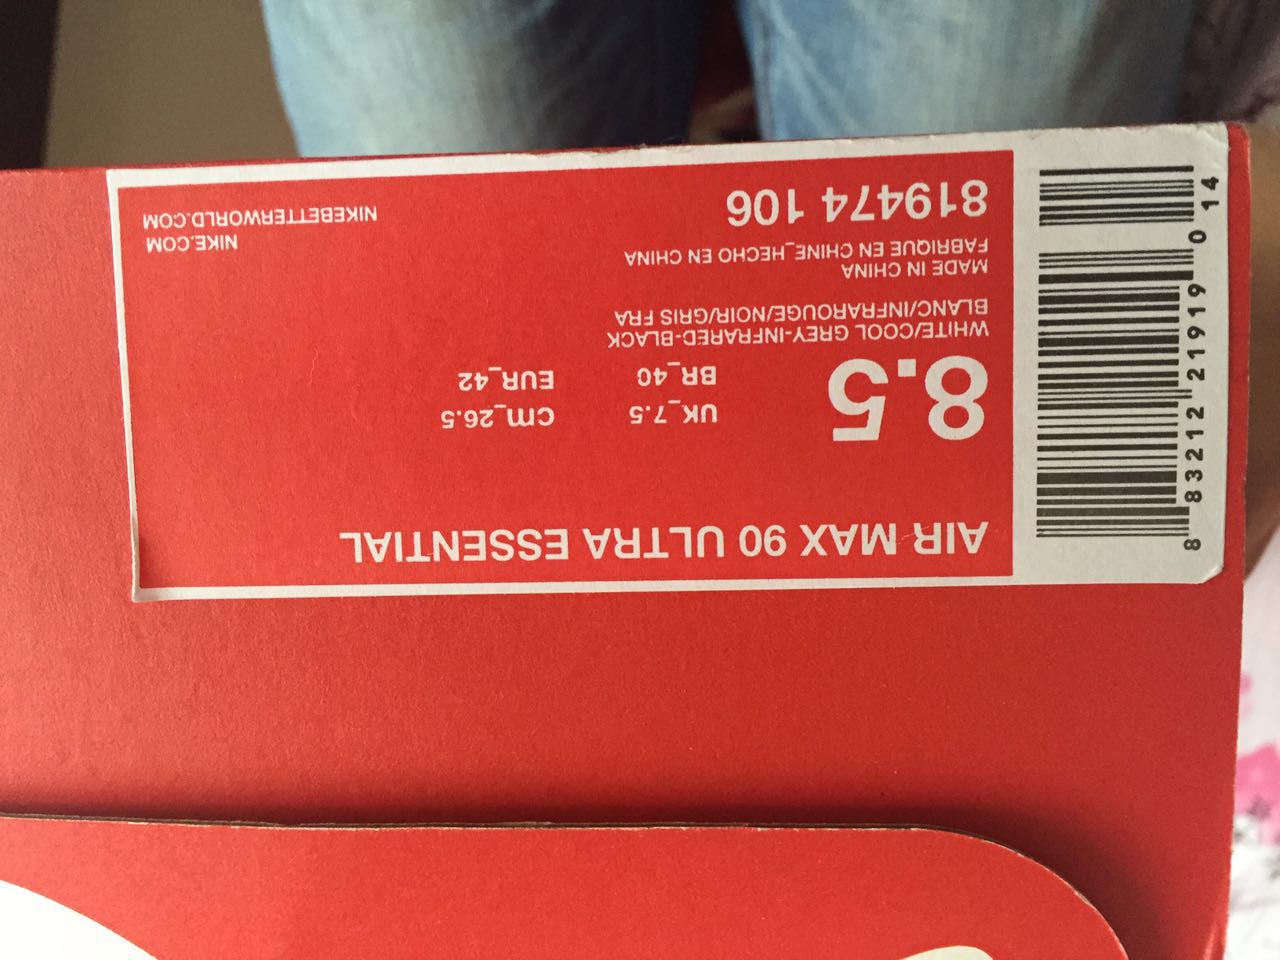 AIR MAX 90 ULTRA ESSENTIAL
8.5
UK_7.5 cm_26.5
BR_40 EUR_42
WHITE/COOL GREY-INFRARED-BLACK
BLANC/INFRAROUGE/NOIR/GRIS FRA
MADE IN CHINA
FABRIQUE EN CHINE_HECHO EN CHINA
819474 106
NIKE.COM
NIKEBETTERWORLD.COM
8 83212 21919 0 14